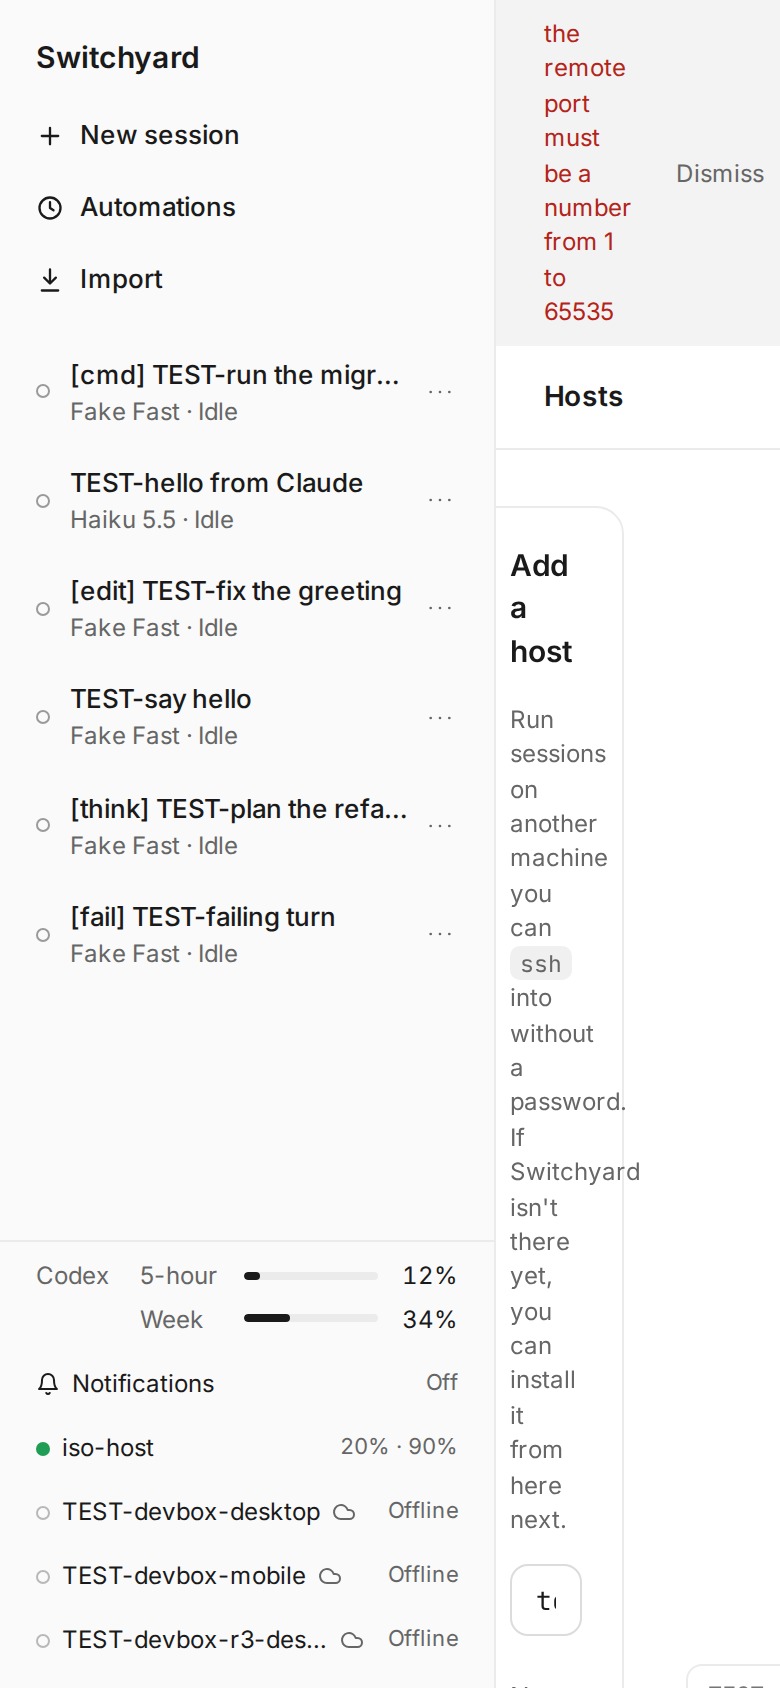 Switchyard
New session
Automations
Import
[cmd] TEST-run the migr...
Fake Fast · Idle
TEST-hello from Claude
Haiku 5.5 · Idle
[edit] TEST-fix the greeting
Fake Fast · Idle
TEST-say hello
Fake Fast · Idle
[think] TEST-plan the refa...
Fake Fast · Idle
[fail] TEST-failing turn
Fake Fast · Idle
Codex 5-hour 12%
Week 34%
Notifications Off
iso-host 20% · 90%
TEST-devbox-desktop Offline
TEST-devbox-mobile Offline
TEST-devbox-r3-des... Offline
the
remote
port
must
be a
number
from 1
to
65535
Dismiss
Hosts
Add
a
host
Run
sessions
on
another
machine
you
can
ssh
into
without
a
password.
If
Switchyard
isn't
there
yet,
you
can
install
it
from
here
next.